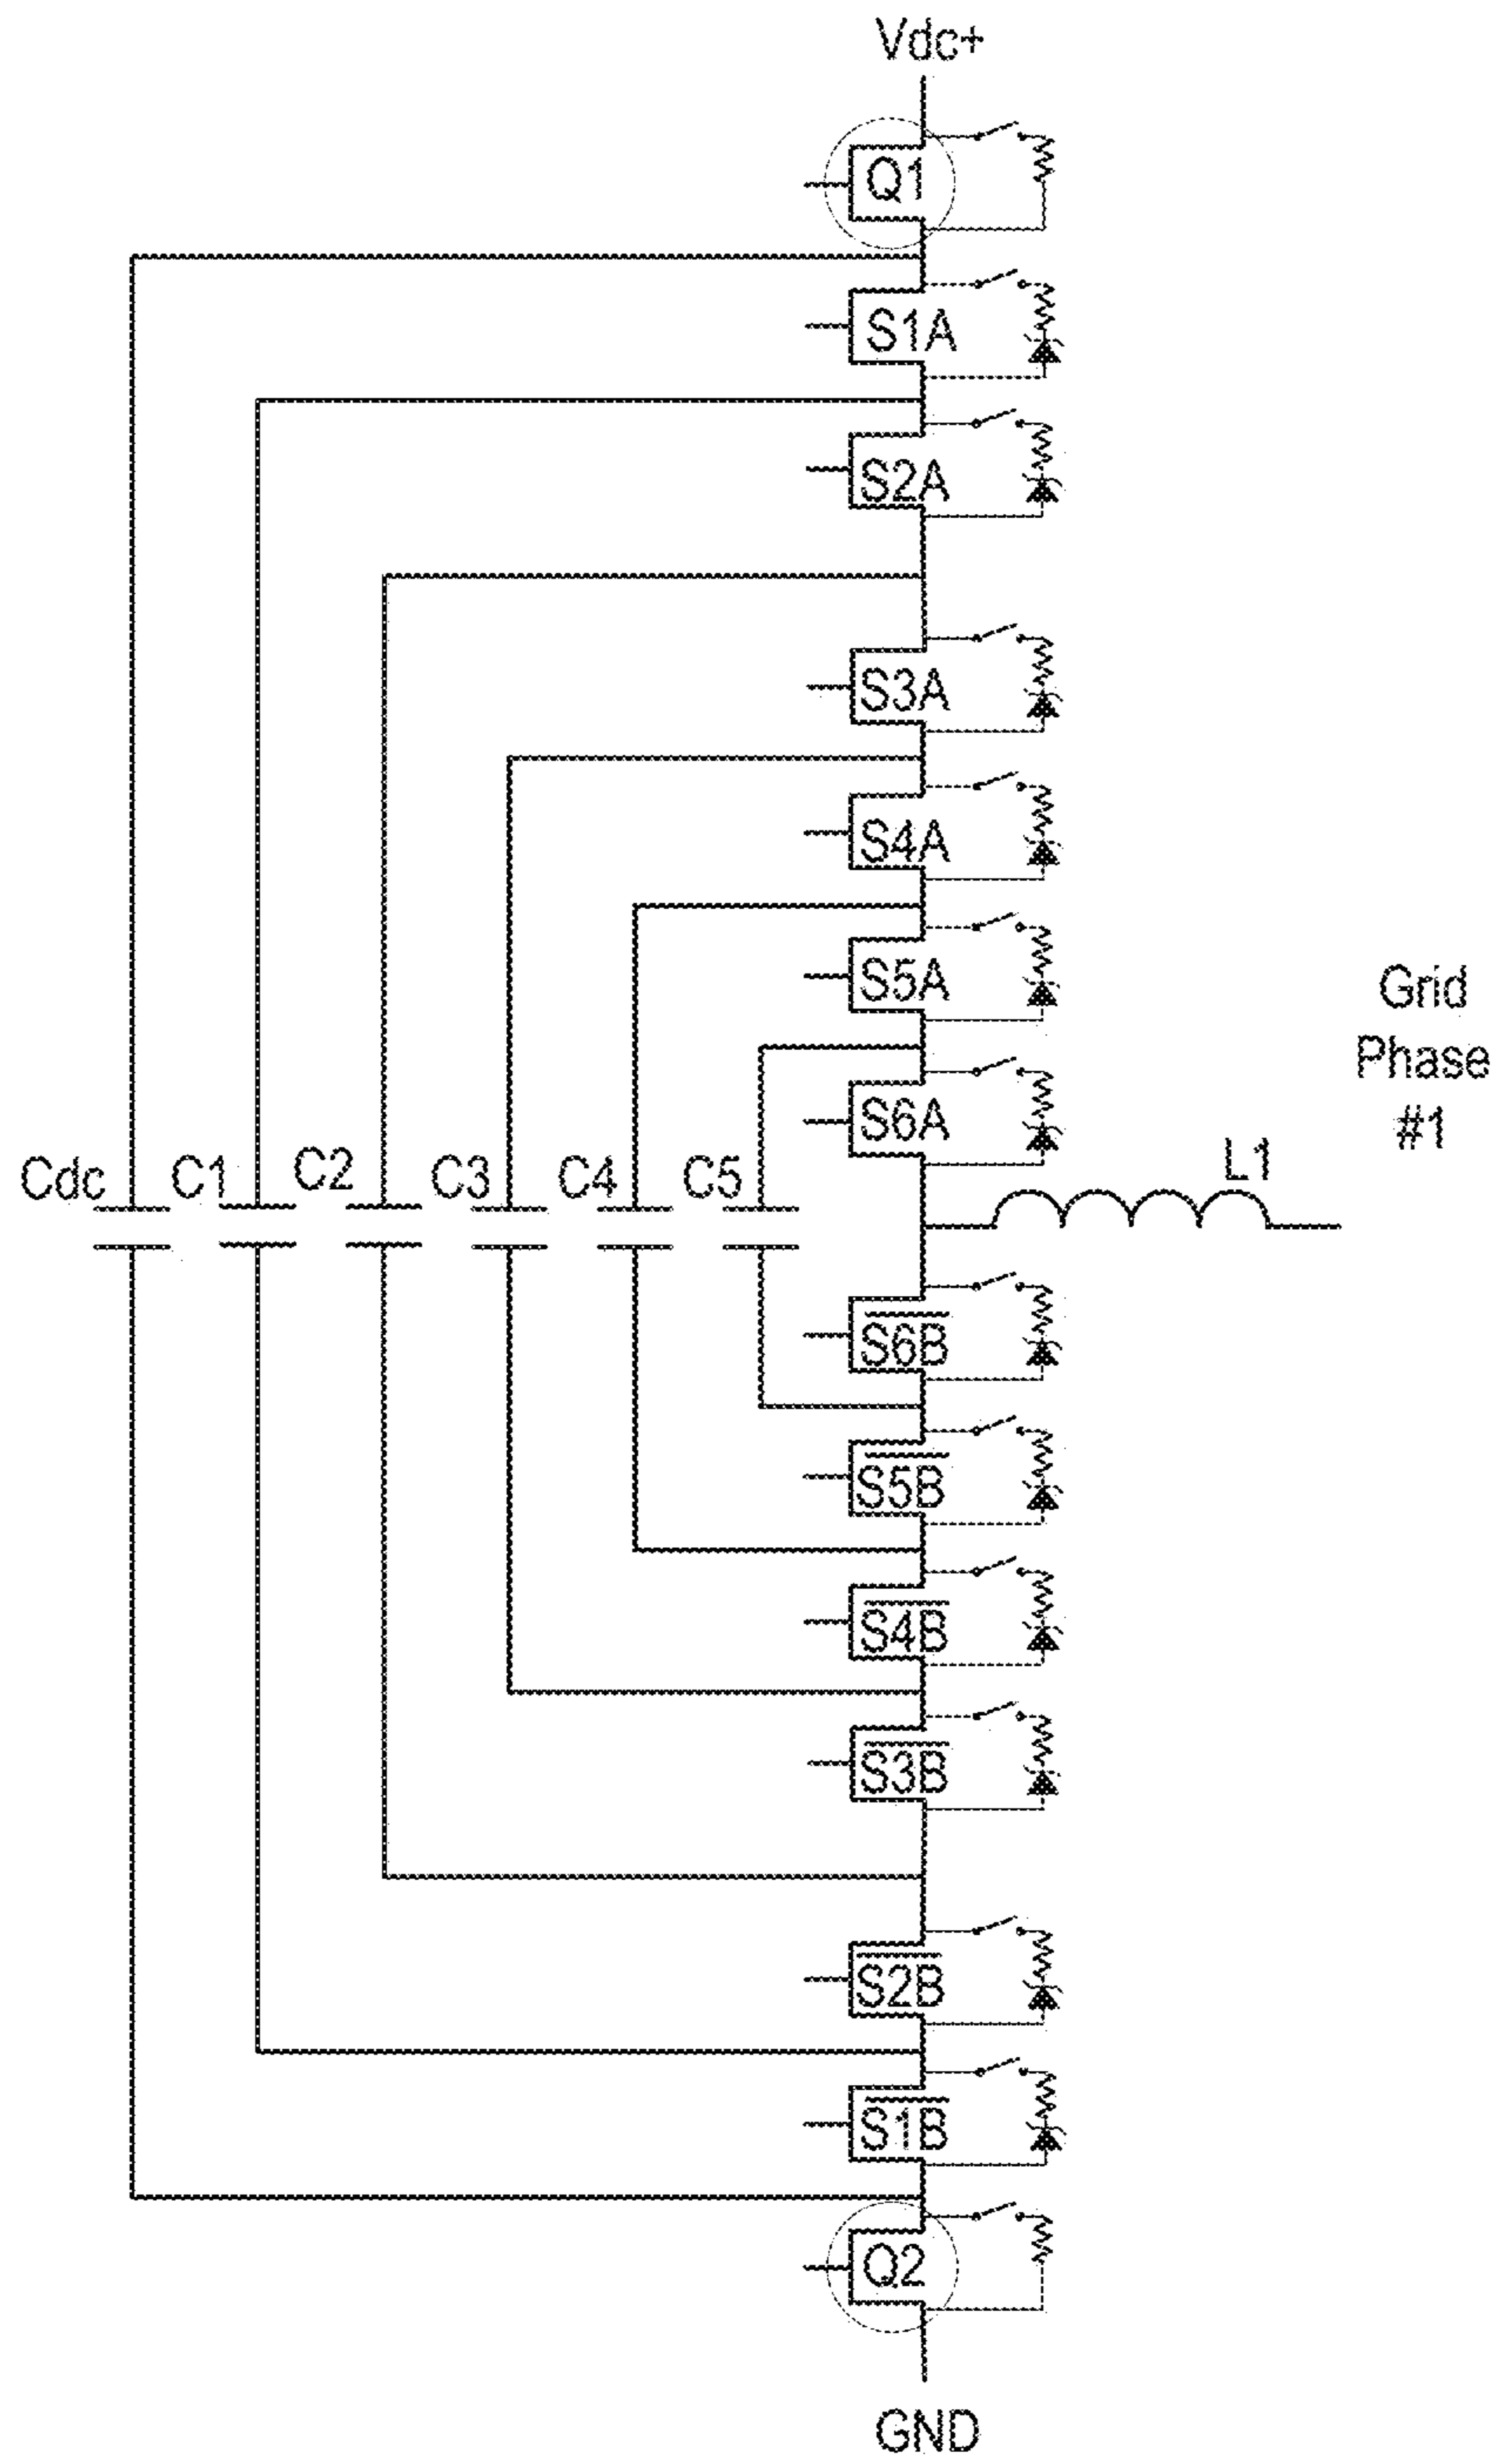 Vdc+
Q1
S1A
S2A
S3A
S4A
S5A
Grid
Phase
#1
S6A
Cdc
C1
C2
C3
C4
C5
L1
S6B
S5B
S4B
S3B
S2B
S1B
Q2
GND